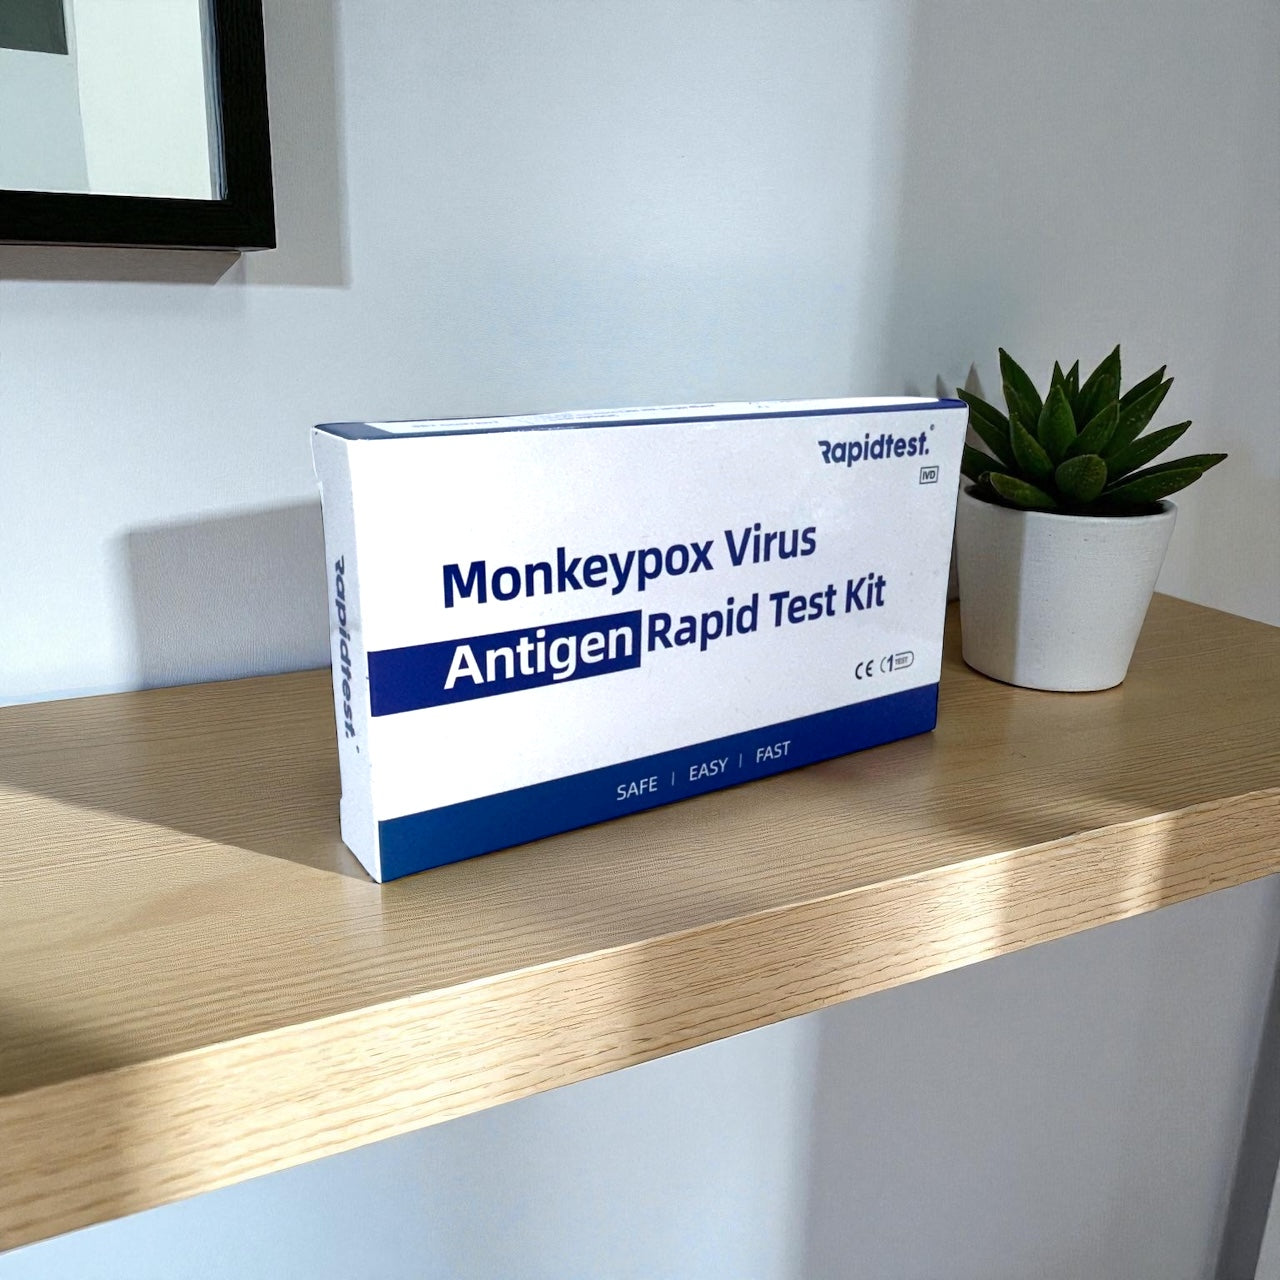 Rapidtest.
IVD
Monkeypox Virus
Antigen Rapid Test Kit
CE 1 TEST
SAFE | EASY | FAST
Rapidtest.